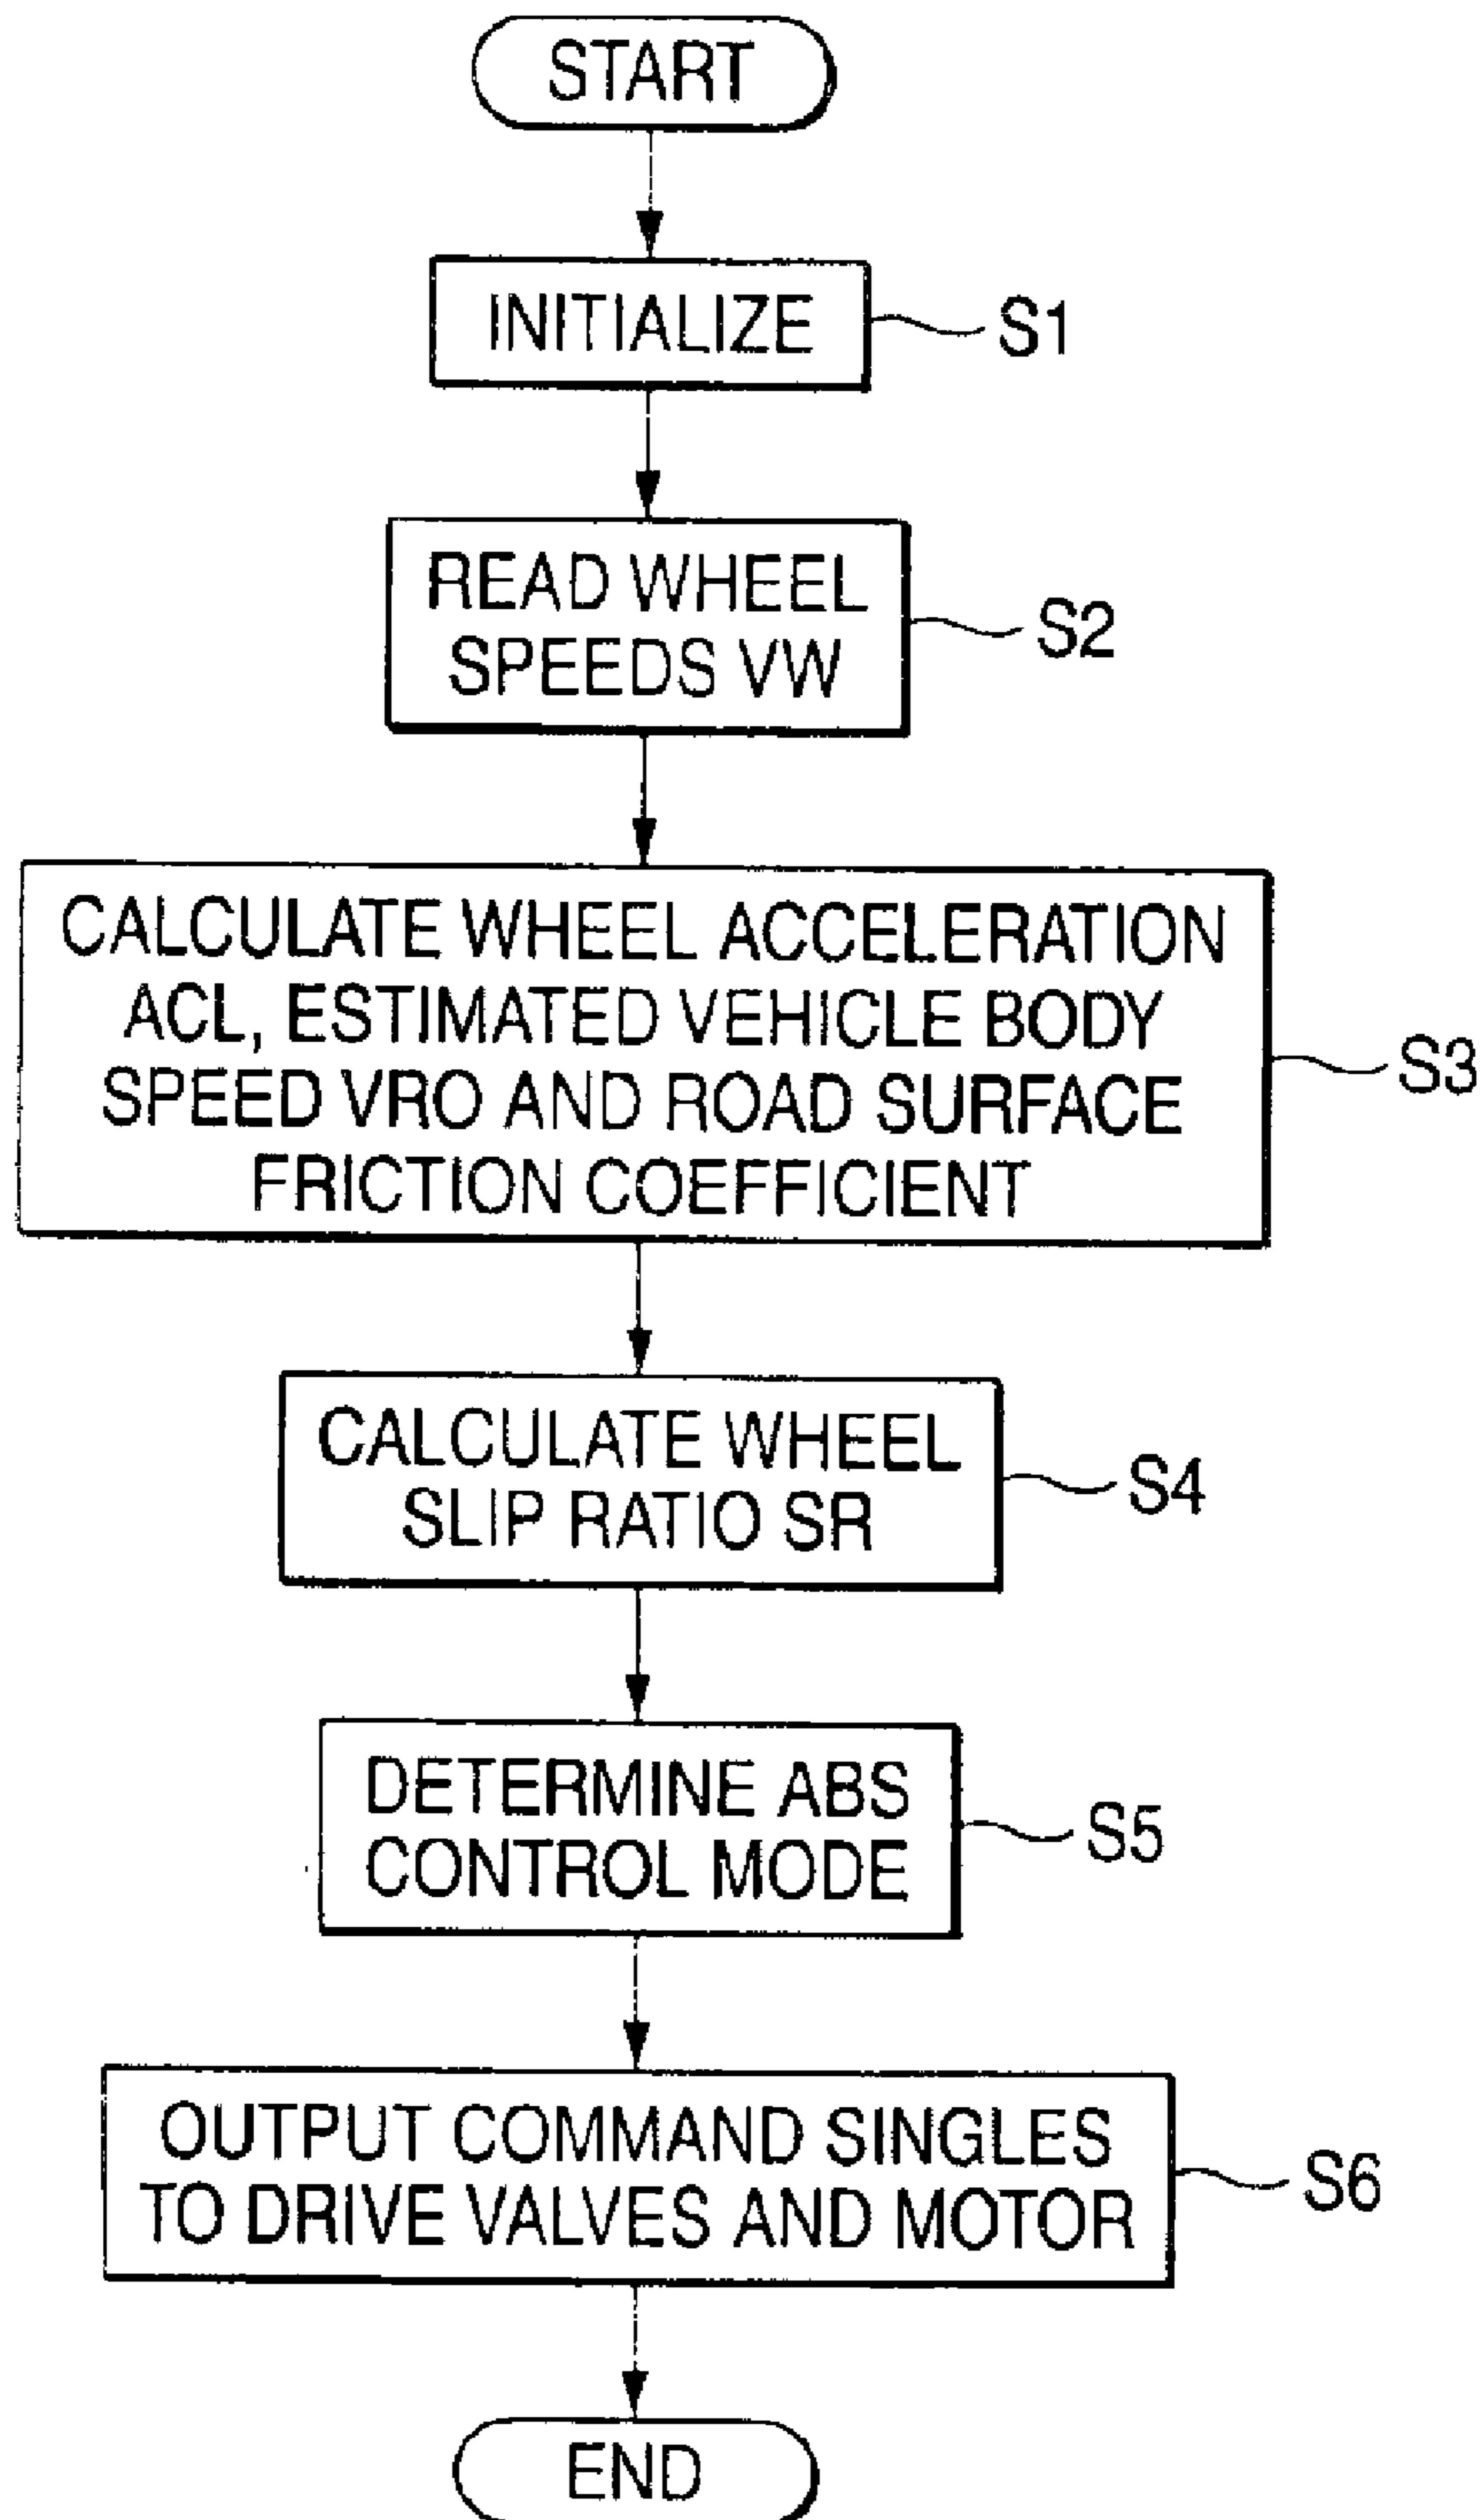 START
INITIALIZE
S1
READ WHEEL
SPEEDS VW
S2
CALCULATE WHEEL ACCELERATION
ACL, ESTIMATED VEHICLE BODY
SPEED VRO AND ROAD SURFACE
FRICTION COEFFICIENT
S3
CALCULATE WHEEL
SLIP RATIO SR
S4
DETERMINE ABS
CONTROL MODE
S5
OUTPUT COMMAND SINGLES
TO DRIVE VALVES AND MOTOR
S6
END